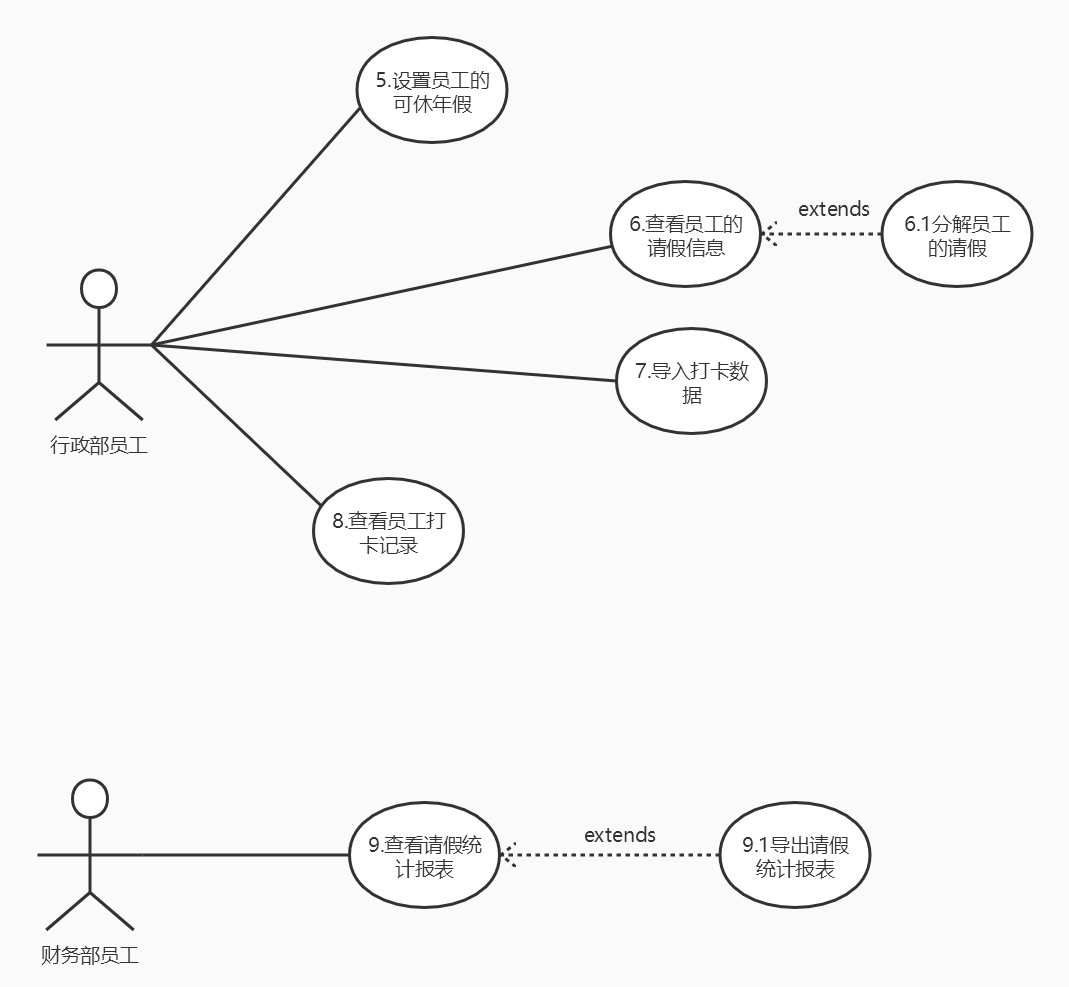 5.设置员工的
可休年假
6.查看员工的
请假信息
extends
6.1分解员工
的请假
7.导入打卡数
据
行政部员工
8.查看员工打
卡记录
9.查看请假统
计报表
extends
9.1导出请假
统计报表
财务部员工